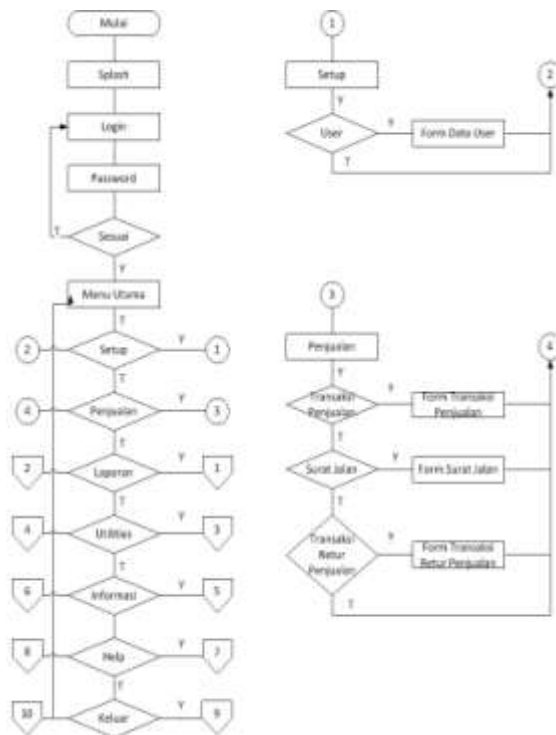 Mulai
Splash
Login
Password
T
Sesuai
Y
Menu Utama
T
2
Setup
Y
1
T
4
Penjualan
Y
3
T
2
Laporan
Y
1
T
4
Utilities
Y
3
T
6
Informasi
Y
5
8
Help
Y
7
T
10
Keluar
Y
9
1
Setup
2
Y
User
Y
Form Data User
T
3
Penjualan
4
Y
Transaksi
Penjualan
Y
Form Transaksi
Penjualan
T
Surat Jalan
Y
Form Surat Jalan
T
Transaksi
Retur
Penjualan
Y
Form Transaksi
Retur Penjualan
T